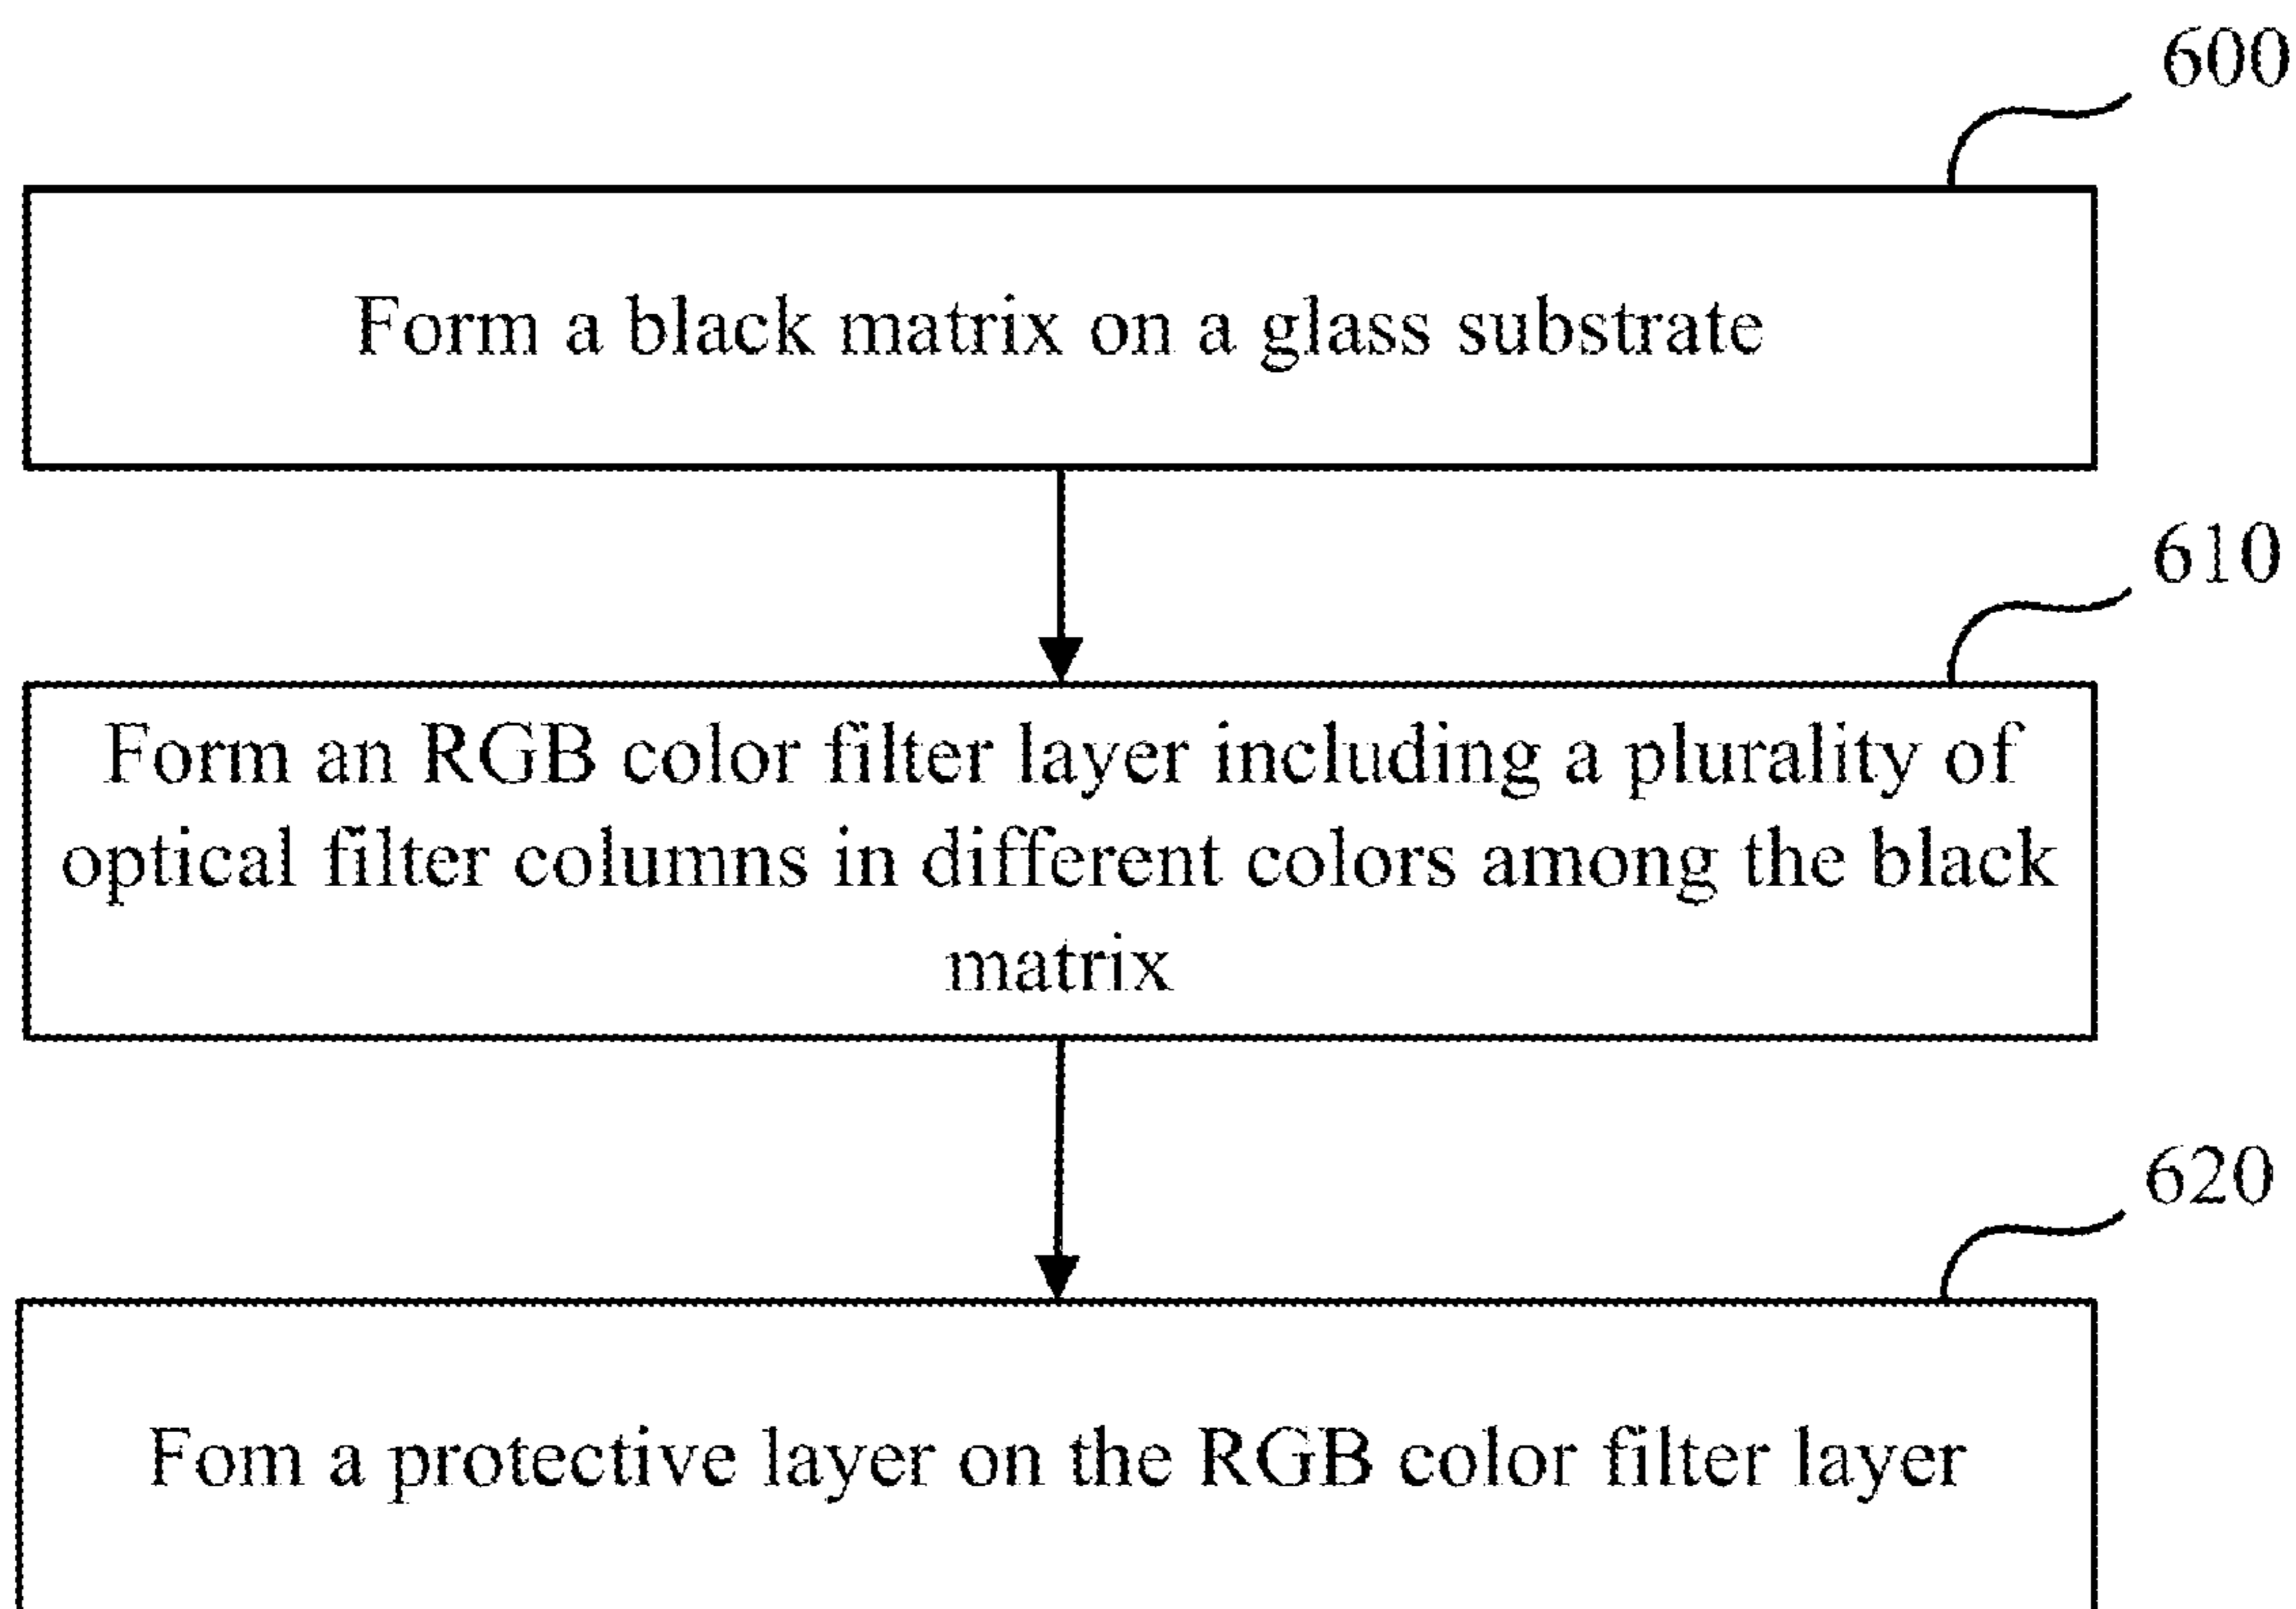 600
Form a black matrix on a glass substrate
610
Form an RGB color filter layer including a plurality of
optical filter columns in different colors among the black
matrix
620
Fom a protective layer on the RGB color filter layer